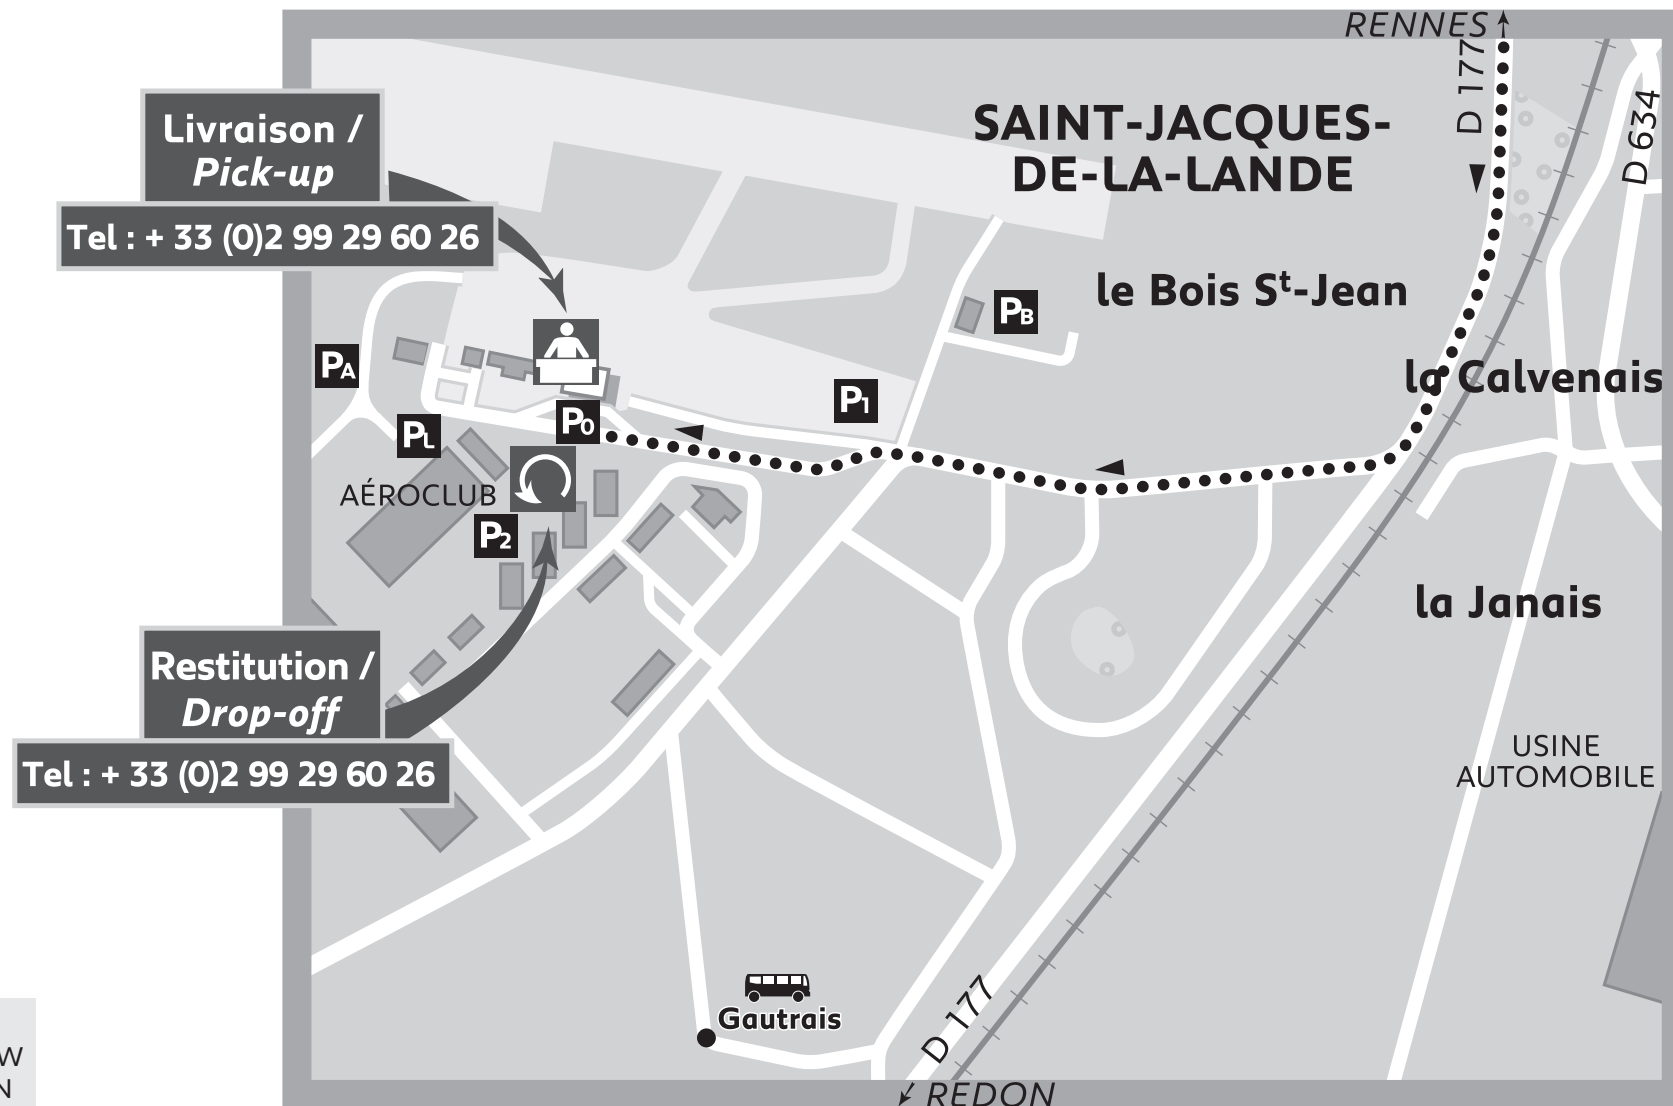 RENNES
D 177
D 634
Livraison /
Pick-up
Tel : + 33 (0)2 99 29 60 26
SAINT-JACQUES-
DE-LA-LANDE
le Bois St-Jean
PB
PA
la Calvenais
P1
P0
PL
AÉROCLUB
P2
la Janais
Restitution /
Drop-off
Tel : + 33 (0)2 99 29 60 26
USINE
AUTOMOBILE
Gautrais
D 177
W
N
REDON